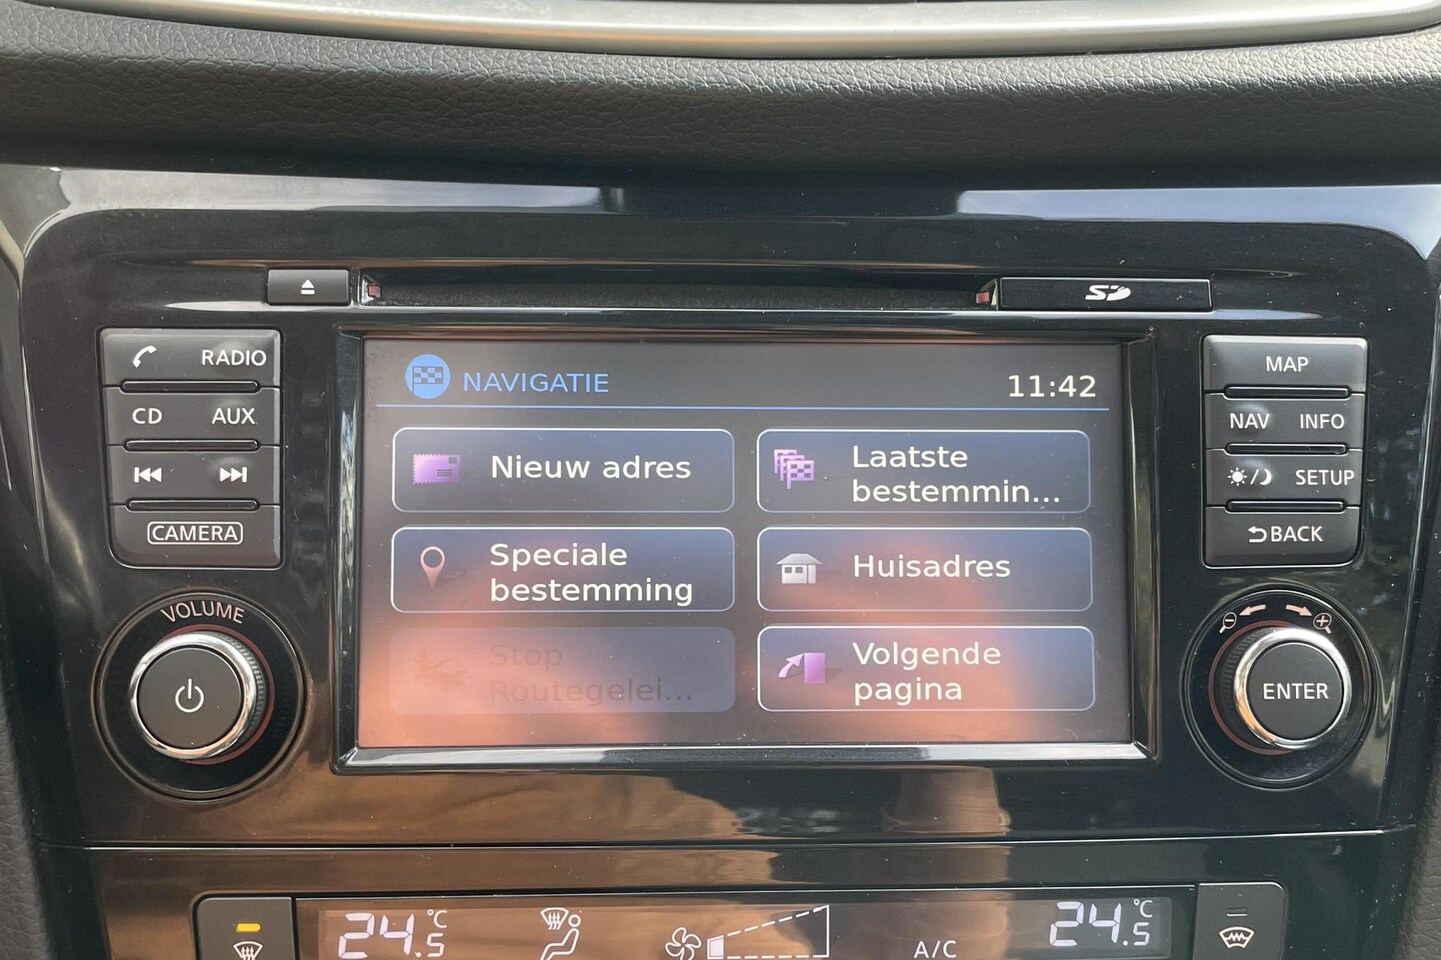 SD
RADIO
CD AUX
CAMERA
VOLUME
NAVIGATIE 11:42
Nieuw adres
Laatste
bestemmin...
Speciale
bestemming
Huisadres
Stop
Routegelei...
Volgende
pagina
MAP
NAV INFO
SETUP
BACK
ENTER
24.5 °C
A/C
24.5 °C